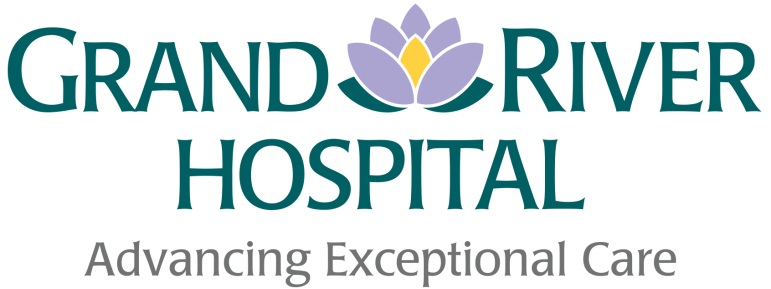 GRAND RIVER
HOSPITAL
Advancing Exceptional Care